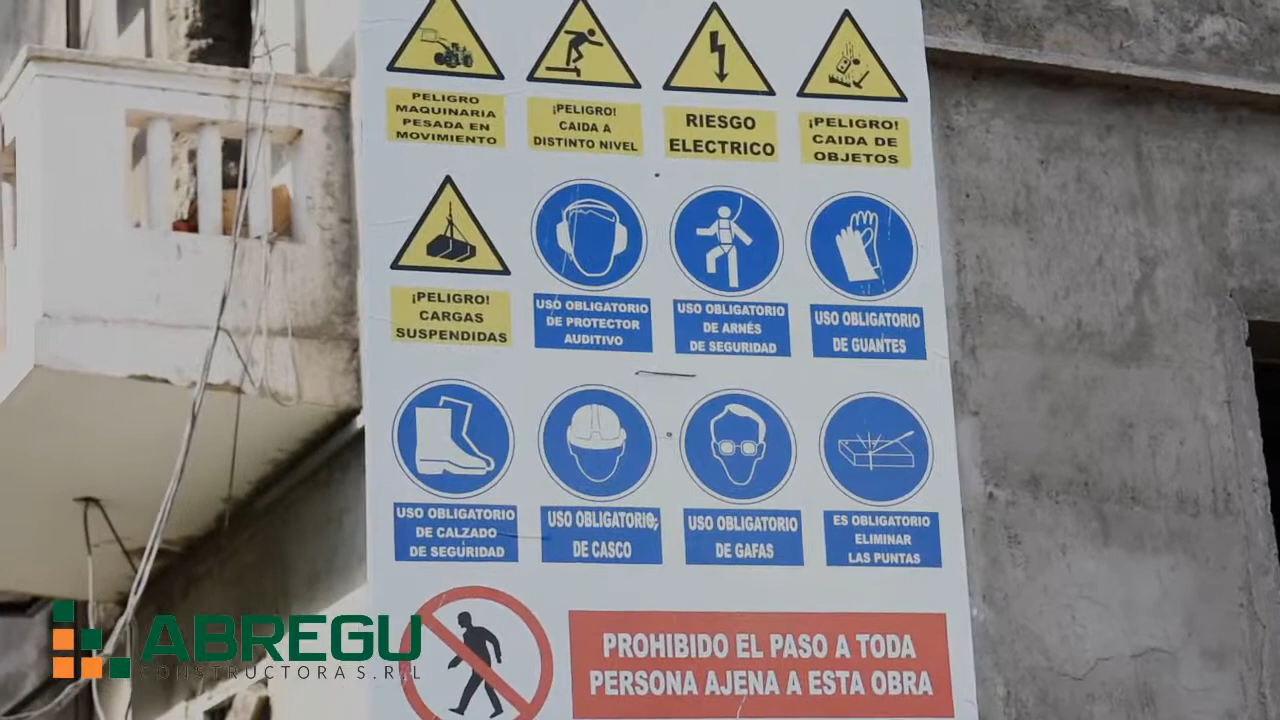 PELIGRO
MAQUINARIA
PESADA EN
MOVIMIENTO
¡PELIGRO!
CAIDA A
DISTINTO NIVEL
RIESGO
ELECTRICO
¡PELIGRO!
CAIDA DE
OBJETOS
¡PELIGRO!
CARGAS
SUSPENDIDAS
USO OBLIGATORIO
DE PROTECTOR
AUDITIVO
USO OBLIGATORIO
DE ARNÉS
DE SEGURIDAD
USO OBLIGATORIO
DE GUANTES
USO OBLIGATORIO
DE CALZADO
DE SEGURIDAD
USO OBLIGATORIO
DE CASCO
USO OBLIGATORIO
DE GAFAS
ES OBLIGATORIO
ELIMINAR
LAS PUNTAS
PROHIBIDO EL PASO A TODA
PERSONA AJENA A ESTA OBRA
ABREGU
CONSTRUCTORA S.R.L